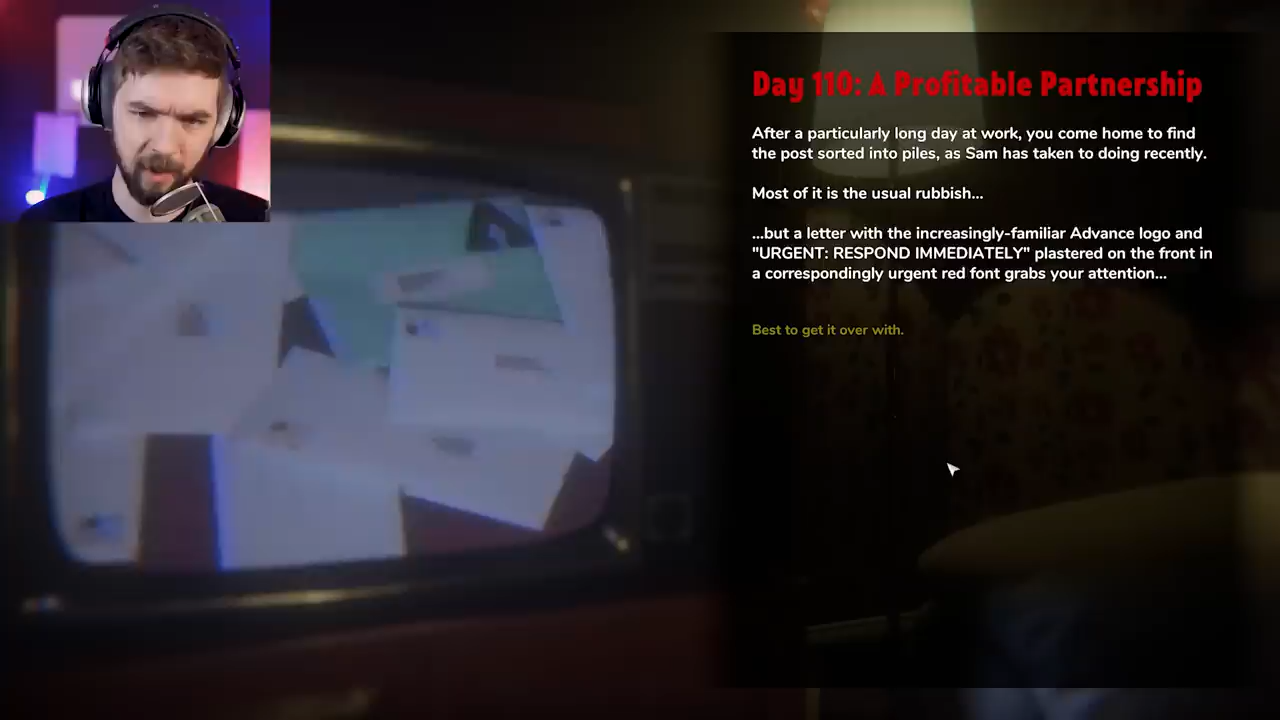 Day 110: A Profitable Partnership
After a particularly long day at work, you come home to find
the post sorted into piles, as Sam has taken to doing recently.
Most of it is the usual rubbish...
...but a letter with the increasingly-familiar Advance logo and
"URGENT: RESPOND IMMEDIATELY" plastered on the front in
a correspondingly urgent red font grabs your attention...
Best to get it over with.